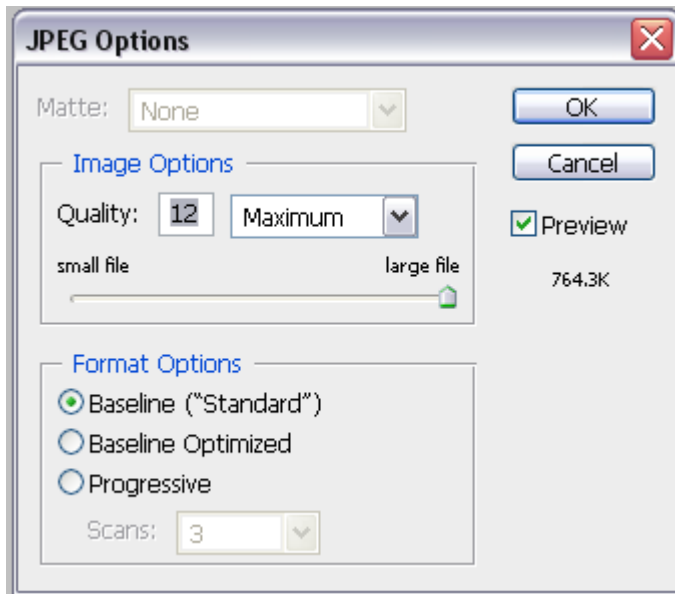 JPEG Options
Matte: None
OK
Image Options
Cancel
Quality: 12 Maximum
Preview
small file large file
764.3K
Format Options
Baseline (“Standard”)
Baseline Optimized
Progressive
Scans: 3